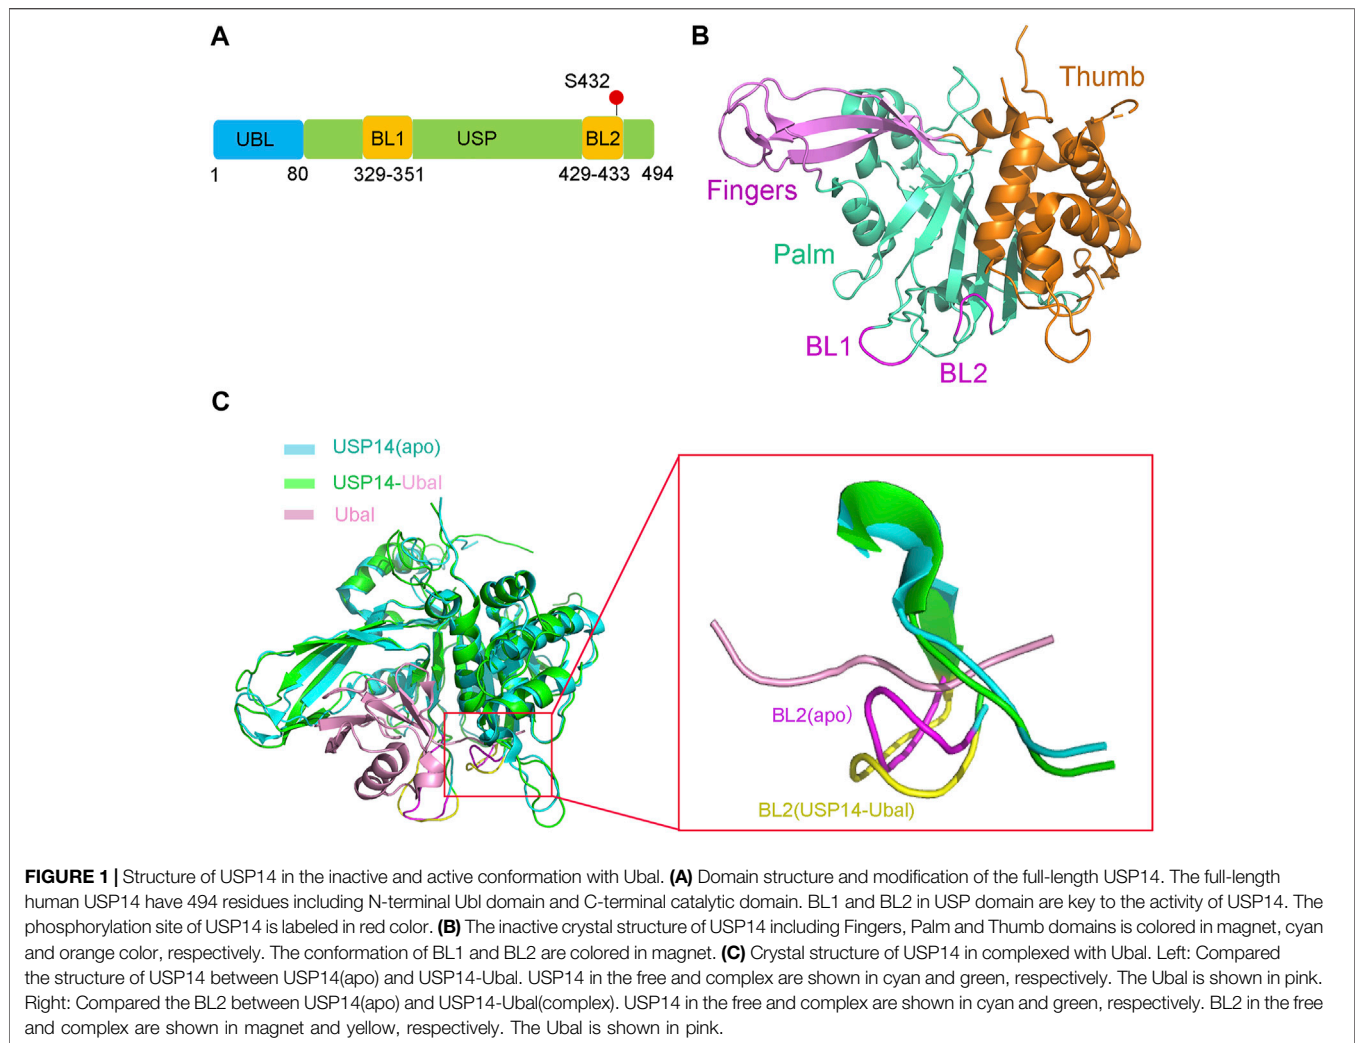 A
S432
UBL
BL1
USP
BL2
1
80
329-351
429-433
494
B
Thumb
Fingers
Palm
BL1
BL2
C
USP14(apo)
USP14-Ubal
Ubal
BL2(apo)
BL2(USP14-Ubal)
FIGURE 1 | Structure of USP14 in the inactive and active conformation with Ubal. (A) Domain structure and modification of the full-length USP14. The full-length
human USP14 have 494 residues including N-terminal Ubl domain and C-terminal catalytic domain. BL1 and BL2 in USP domain are key to the activity of USP14. The
phosphorylation site of USP14 is labeled in red color. (B) The inactive crystal structure of USP14 including Fingers, Palm and Thumb domains is colored in magnet, cyan
and orange color, respectively. The conformation of BL1 and BL2 are colored in magnet. (C) Crystal structure of USP14 in complexed with Ubal. Left: Compared
the structure of USP14 between USP14(apo) and USP14-Ubal. USP14 in the free and complex are shown in cyan and green, respectively. The Ubal is shown in pink.
Right: Compared the BL2 between USP14(apo) and USP14-Ubal(complex). USP14 in the free and complex are shown in cyan and green, respectively. BL2 in the free
and complex are shown in magnet and yellow, respectively. The Ubal is shown in pink.